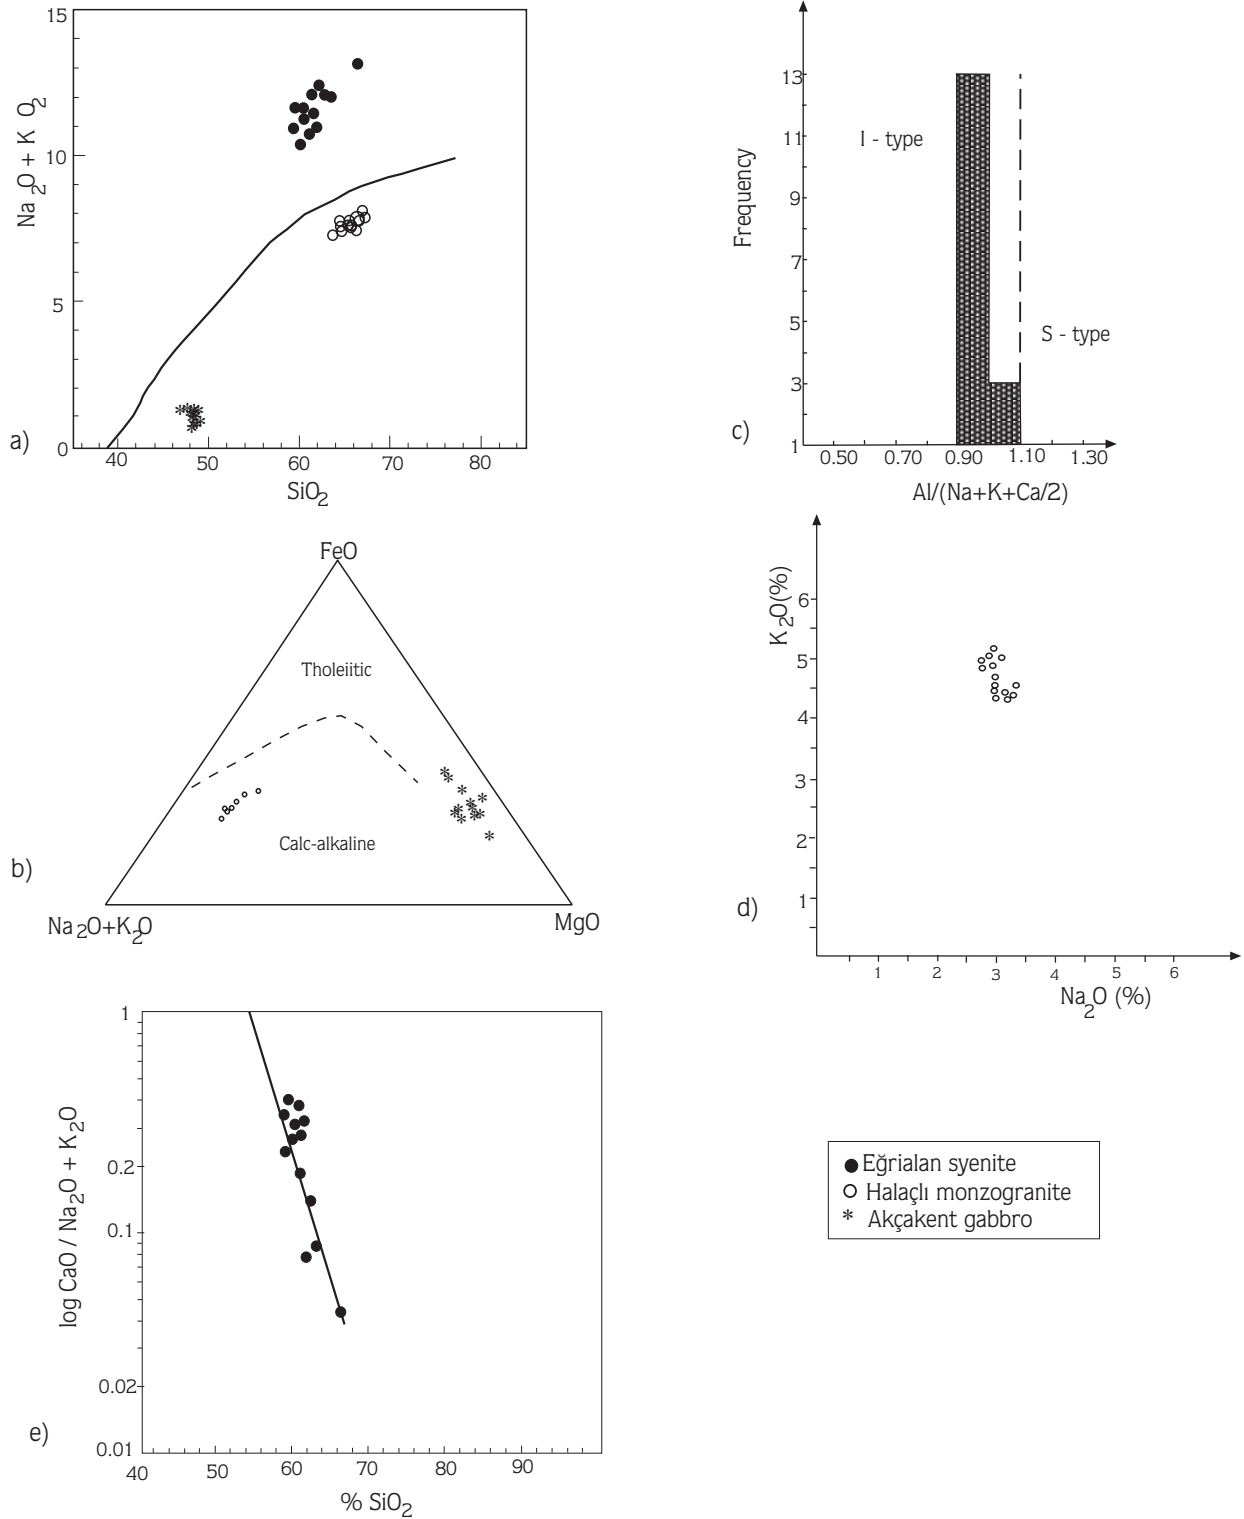 15
10
5
0
Na2O + K O2
40 50 60 70 80
SiO2
a)
13
11
9
7
5
3
1
Frequency
I - type
S - type
0.50 0.70 0.90 1.10 1.30
Al/(Na+K+Ca/2)
c)
FeO
Tholeiitic
Calc-alkaline
Na2O+K2O
MgO
b)
6
5
4
3
2
1
K2O(%)
1 2 3 4 5 6
Na2O (%)
d)
1
0.2
0.1
0.02
0.01
log CaO / Na2O + K2O
40 50 60 70 80 90
% SiO2
e)
Eğrialan syenite
Halaçlı monzogranite
* Akçakent gabbro